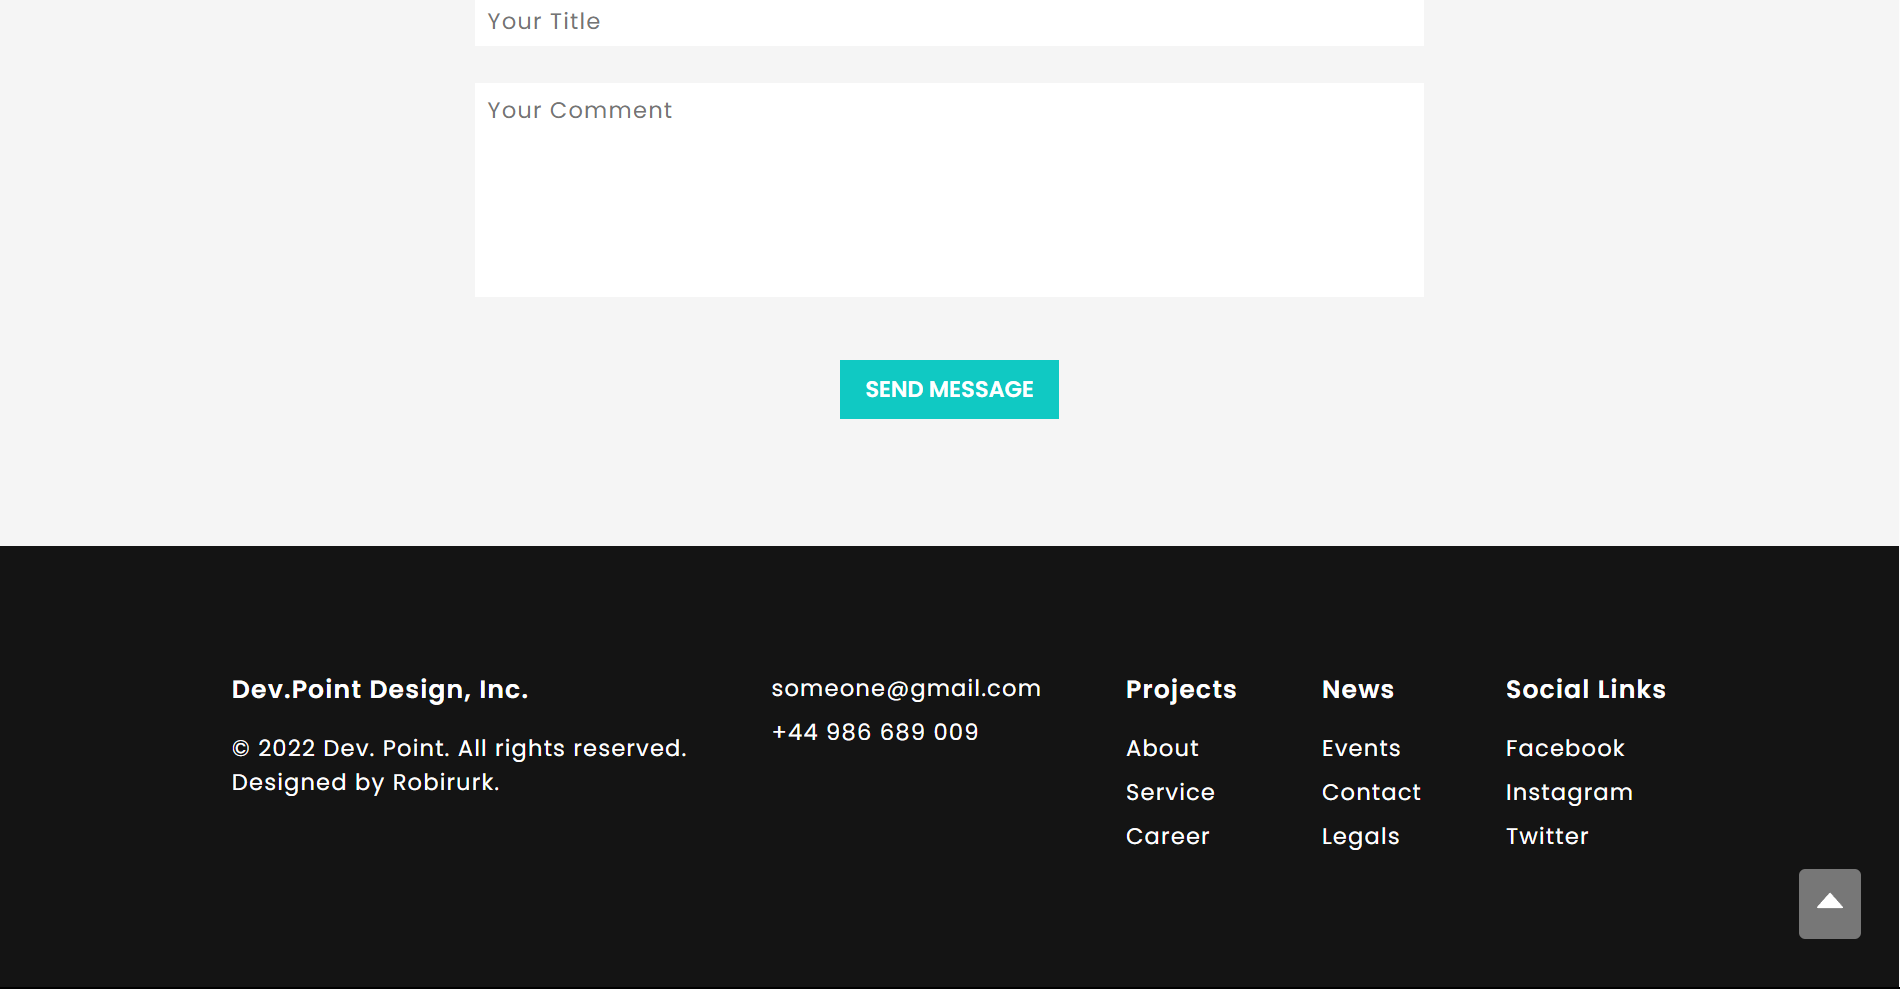 Your Title
Your Comment
SEND MESSAGE
Dev.Point Design, Inc.
© 2022 Dev. Point. All rights reserved.
Designed by Robirurk.
someone@gmail.com
+44 986 689 009
Projects
About
Service
Career
News
Events
Contact
Legals
Social Links
Facebook
Instagram
Twitter